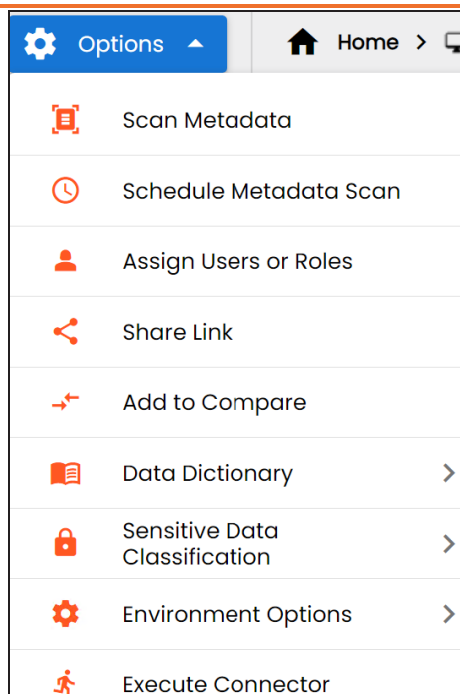 Options Home >
Scan Metadata
Schedule Metadata Scan
Assign Users or Roles
Share Link
Add to Compare
Data Dictionary
Sensitive Data
Classification
Environment Options
Execute Connector